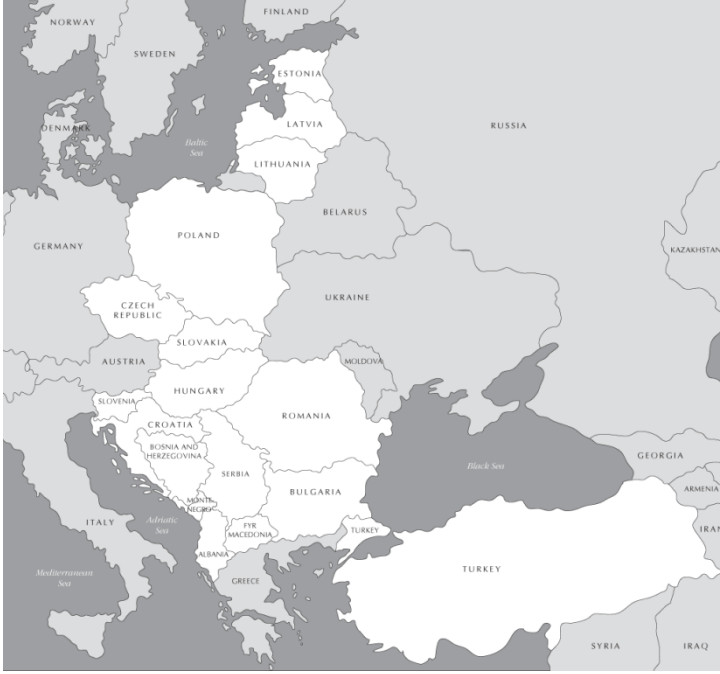 FINLAND
NORWAY
SWEDEN
ESTONIA
RUSSIA
LATVIA
DENMARK
Baltic
Sea
LITHUANIA
BELARUS
POLAND
GERMANY
KAZAKHSTAN
UKRAINE
CZECH
REPUBLIC
SLOVAKIA
AUSTRIA
MOLDOVA
HUNGARY
SLOVENIA
ROMANIA
CROATIA
BOSNIA AND
HERZEGOVINA
GEORGIA
Black Sea
SERBIA
ARMENIA
BULGARIA
MONTE-
NEGRO
ITALY
Adriatic
Sea
FYR
MACEDONIA
TURKEY
IRAN
ALBANIA
TURKEY
Mediterranean
Sea
GREECE
SYRIA
IRAQ